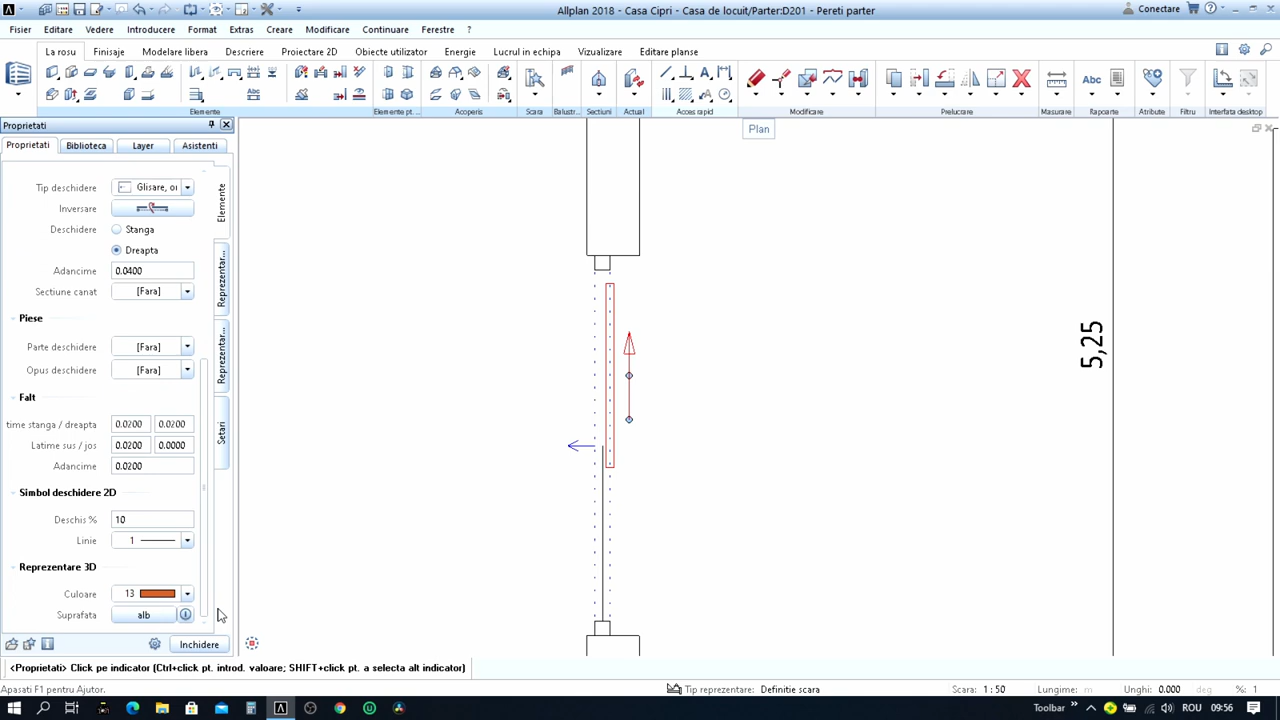 Allplan 2018 - Casa Cipri - Casa de locuit/Parter:D201 - Pereti parter
Conectare
Fisier Editare Vedere Introducere Format Extras Creare Modificare Continuare Ferestre ?
La rosu Finisaje Modelare libera Descriere Proiectare 2D Obiecte utilizator Energie Lucrul in echipa Vizualizare Editare planse
Abc
Elemente Elemente pt. ... Acoperis Scara Balustr... Sectiuni Actual Acces rapid Modificare Prelucrare Masurare Rapoarte Atribute Filtru Interfata desktop
Proprietati
Plan
Proprietati Biblioteca Layer Asistenti
Tip deschidere Glisare, or
Inversare
Deschidere Stanga
Dreapta
Adancime 0.0400
Sectiune canat [Fara]
Piese
Parte deschidere [Fara]
Opus deschidere [Fara]
Falt
time stanga / dreapta 0.0200 0.0200
Latime sus / jos 0.0200 0.0000
Adancime 0.0200
Simbol deschidere 2D
Deschis % 10
Linie 1
Reprezentare 3D
Culoare 13
Suprafata alb
Inchidere
Elemente
Reprezentar...
Reprezentar...
Setari
5,25
<Proprietati> Click pe indicator (Ctrl+click pt. introd. valoare; SHIFT+click pt. a selecta alt indicator)
Apasati F1 pentru Ajutor.
Tip reprezentare: Definitie scara Scara: 1 : 50 Lungime: m Unghi: 0.000 deg %: 1
Toolbar ROU 09:56